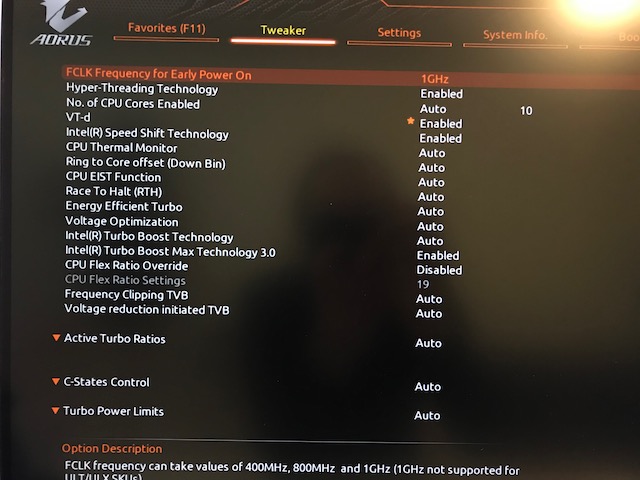 AORUS
Favorites (F11) Tweaker Settings System Info. Boo
FCLK Frequency for Early Power On 1GHz
Hyper-Threading Technology Enabled
No. of CPU Cores Enabled Auto 10
VT-d * Enabled
Intel(R) Speed Shift Technology Enabled
CPU Thermal Monitor Auto
Ring to Core offset (Down Bin) Auto
CPU EIST Function Auto
Race To Halt (RTH) Auto
Energy Efficient Turbo Auto
Voltage Optimization Auto
Intel(R) Turbo Boost Technology Auto
Intel(R) Turbo Boost Max Technology 3.0 Enabled
CPU Flex Ratio Override Disabled
CPU Flex Ratio Settings 19
Frequency Clipping TVB Auto
Voltage reduction initiated TVB Auto
Active Turbo Ratios Auto
C-States Control Auto
Turbo Power Limits Auto
Option Description
FCLK frequency can take values of 400MHz, 800MHz and 1GHz (1GHz not supported for
ULT/ULX SKUs)